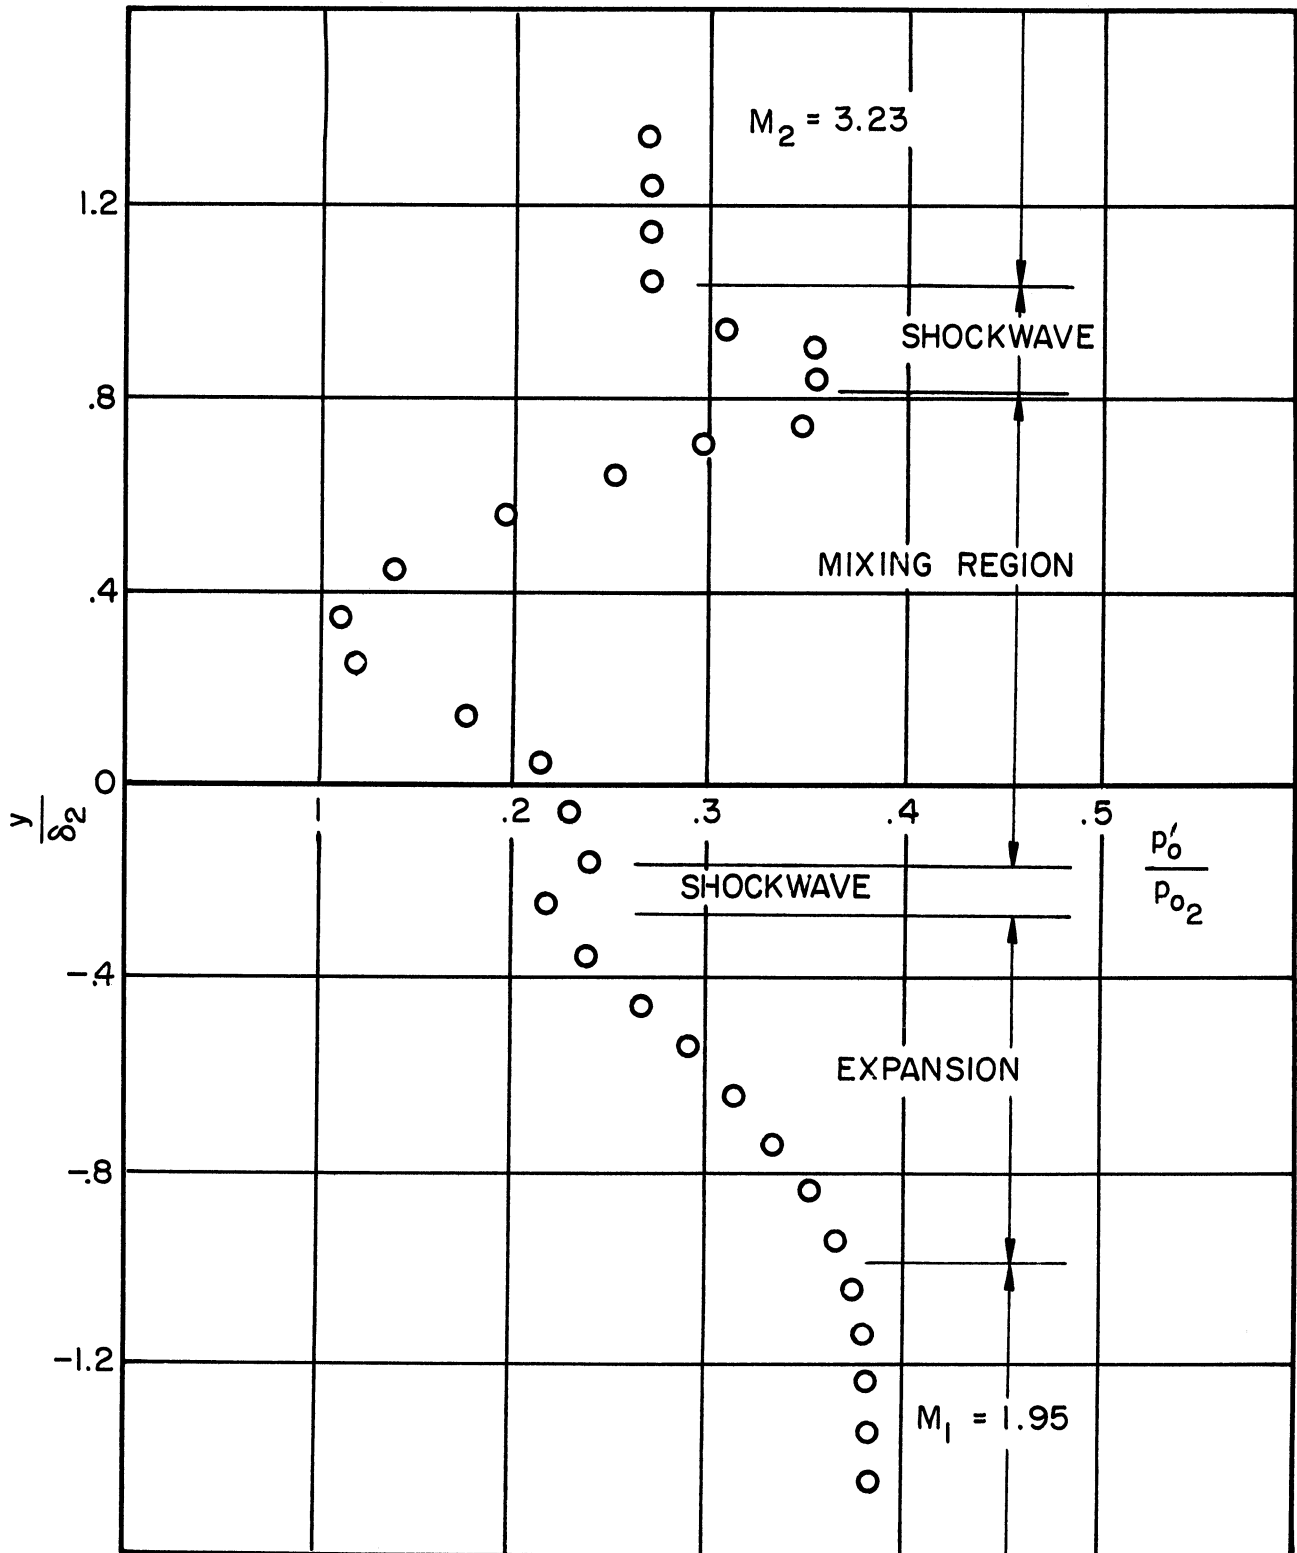 M2 = 3.23
1.2
SHOCKWAVE
.8
MIXING REGION
.4
0
.1 .2 .3 .4 .5
y/δ2
p'o/po2
SHOCKWAVE
-.4
EXPANSION
-.8
-1.2
M1 = 1.95